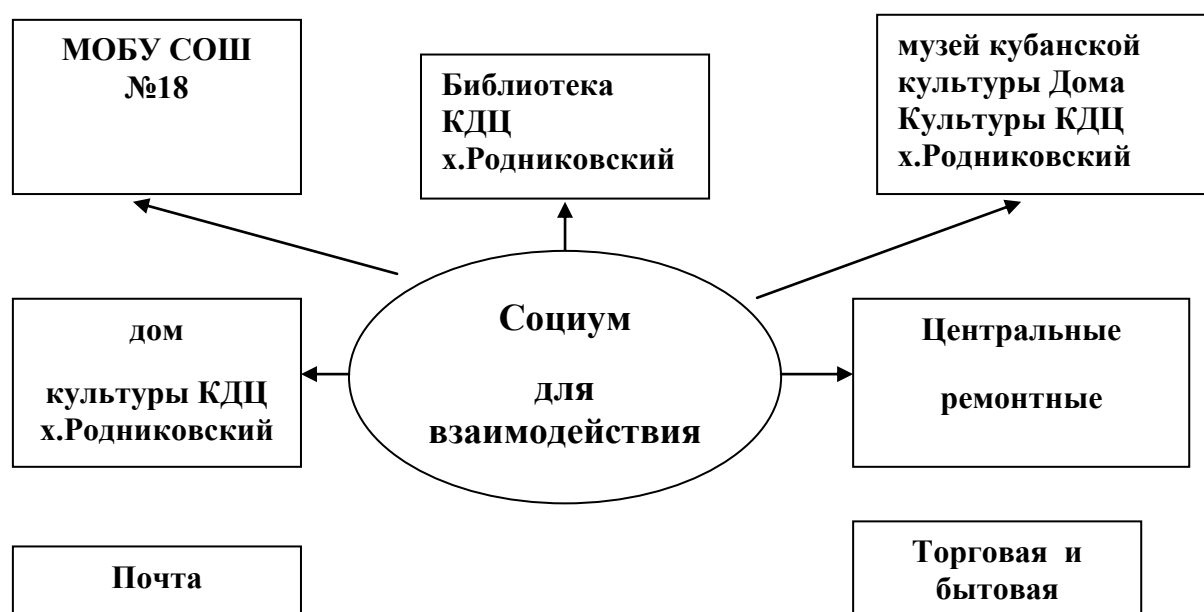 МОБУ СОШ
№18
Библиотека
КДЦ
х.Родниковский
музей кубанской
культуры Дома
Культуры КДЦ
х.Родниковский
дом
культуры КДЦ
х.Родниковский
Социум
для
взаимодействия
Центральные
ремонтные
Почта
Торговая и
бытовая